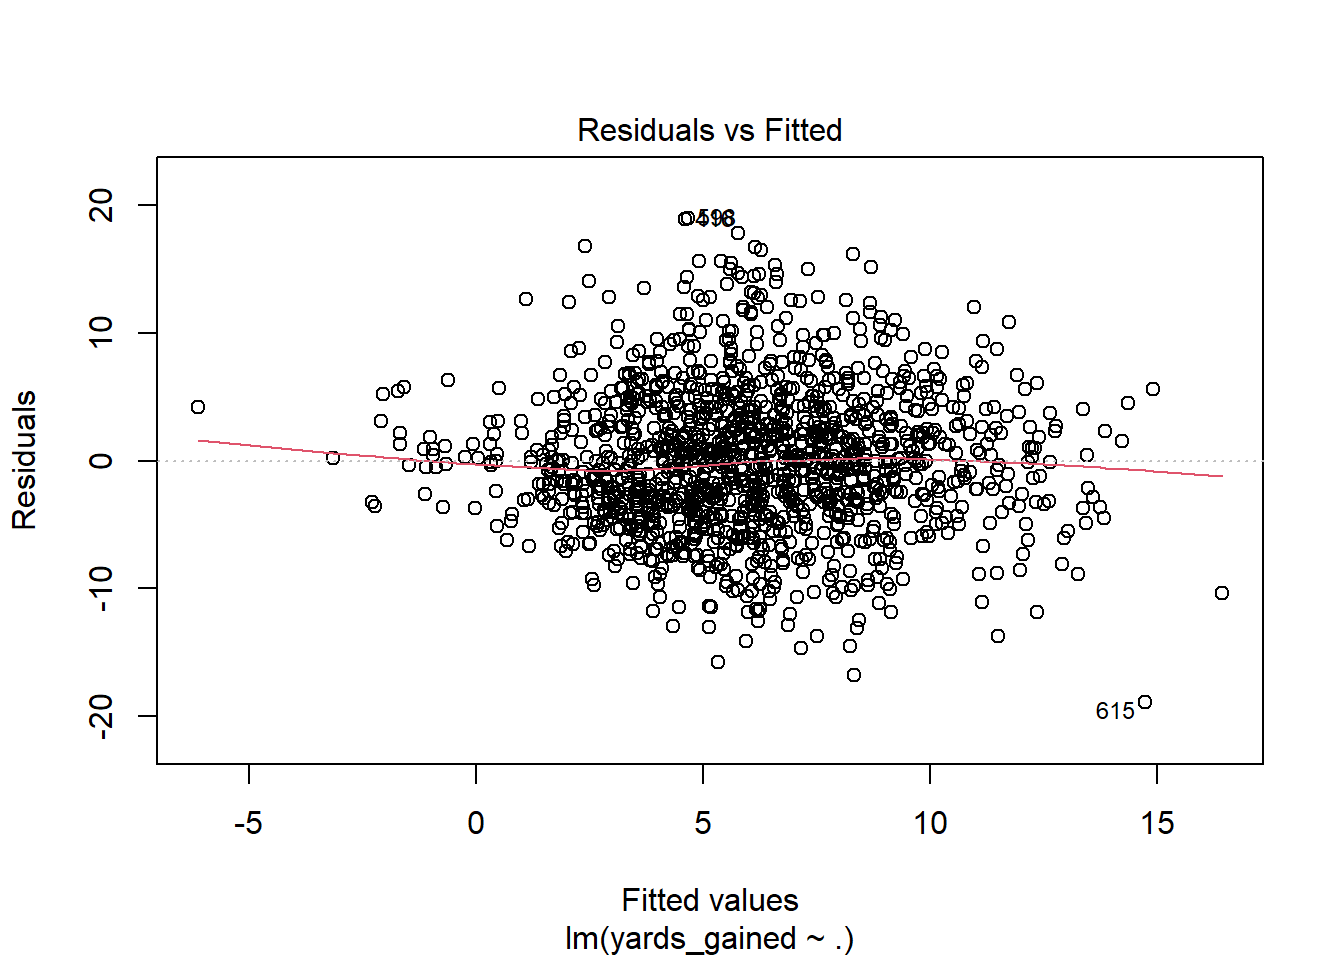 Residuals vs Fitted
Residuals
20
10
0
-10
-20
615
-5
0
5
10
15
Fitted values
lm(yards_gained ~ .)